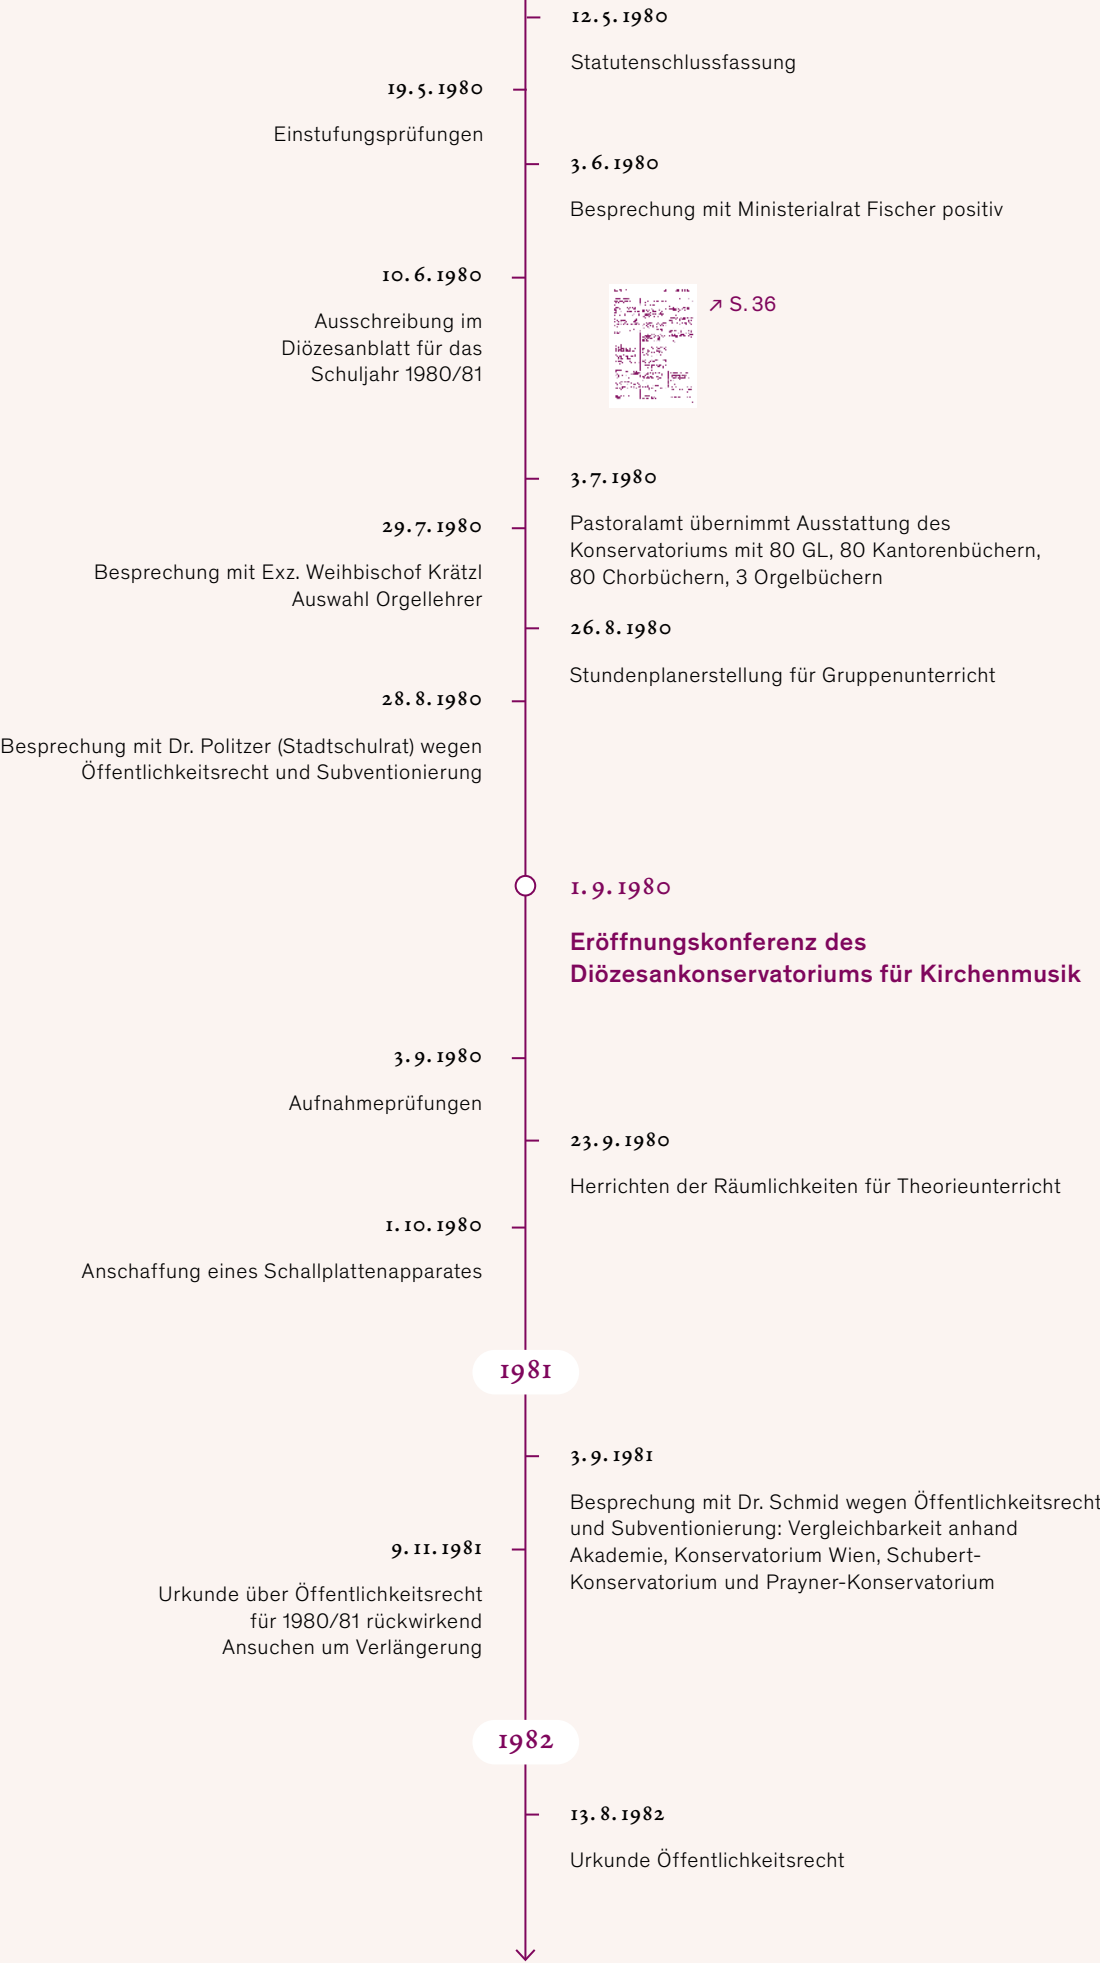 12.5.1980
Statutenschlussfassung
19.5.1980
Einstufungsprüfungen
3.6.1980
Besprechung mit Ministerialrat Fischer positiv
10.6.1980
Ausschreibung im
Diözesanblatt für das
Schuljahr 1980/81
↗ S. 36
3.7.1980
Pastoralamt übernimmt Ausstattung des
Konservatoriums mit 80 GL, 80 Kantorenbüchern,
80 Chorbüchern, 3 Orgelbüchern
29.7.1980
Besprechung mit Exz. Weihbischof Krätzl
Auswahl Orgellehrer
26.8.1980
Stundenplanerstellung für Gruppenunterricht
28.8.1980
Besprechung mit Dr. Politzer (Stadtschulrat) wegen
Öffentlichkeitsrecht und Subventionierung
1.9.1980
Eröffnungskonferenz des
Diözesankonservatoriums für Kirchenmusik
3.9.1980
Aufnahmeprüfungen
23.9.1980
Herrichten der Räumlichkeiten für Theorieunterricht
1.10.1980
Anschaffung eines Schallplattenapparates
1981
3.9.1981
Besprechung mit Dr. Schmid wegen Öffentlichkeitsrecht
und Subventionierung: Vergleichbarkeit anhand
Akademie, Konservatorium Wien, Schubert-
Konservatorium und Prayner-Konservatorium
9.11.1981
Urkunde über Öffentlichkeitsrecht
für 1980/81 rückwirkend
Ansuchen um Verlängerung
1982
13.8.1982
Urkunde Öffentlichkeitsrecht